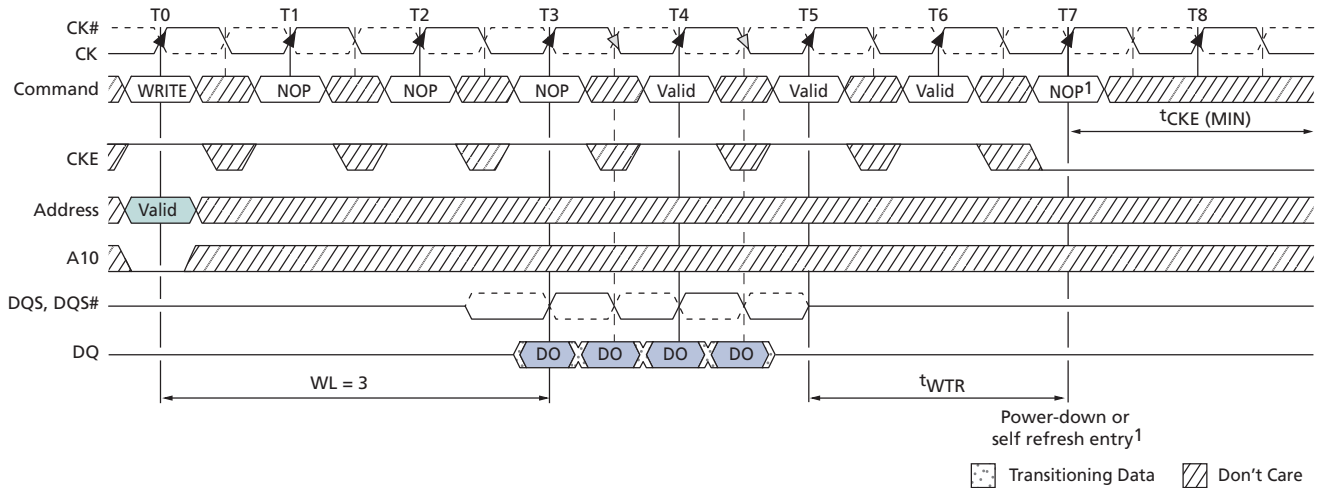 T0 T1 T2 T3 T4 T5 T6 T7 T8
CK#
CK
Command WRITE NOP NOP NOP Valid Valid Valid NOP1
tCKE (MIN)
CKE
Address Valid
A10
DQS, DQS#
DQ DO DO DO DO
WL = 3 tWTR
Power-down or
self refresh entry1
Transitioning Data Don't Care